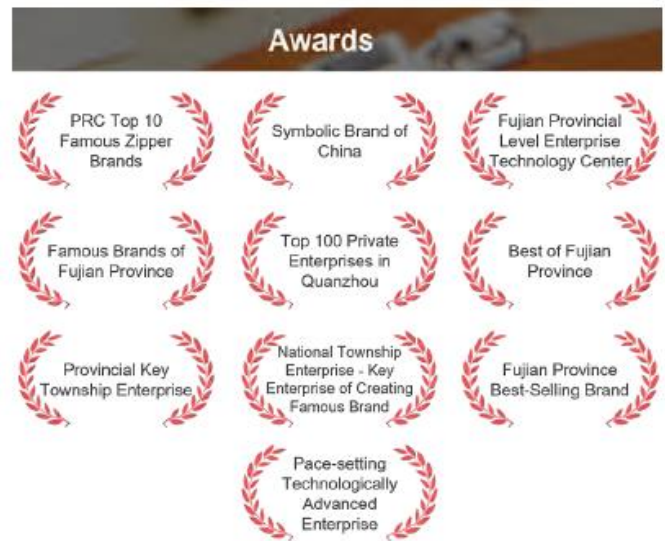 Awards
PRC Top 10
Famous Zipper
Brands
Symbolic Brand of
China
Fujian Provincial
Level Enterprise
Technology Center
Famous Brands of
Fujian Province
Top 100 Private
Enterprises in
Quanzhou
Best of Fujian
Province
Provincial Key
Township Enterprise
National Township
Enterprise - Key
Enterprise of Creating
Famous Brand
Fujian Province
Best-Selling Brand
Pace-setting
Technologically
Advanced
Enterprise